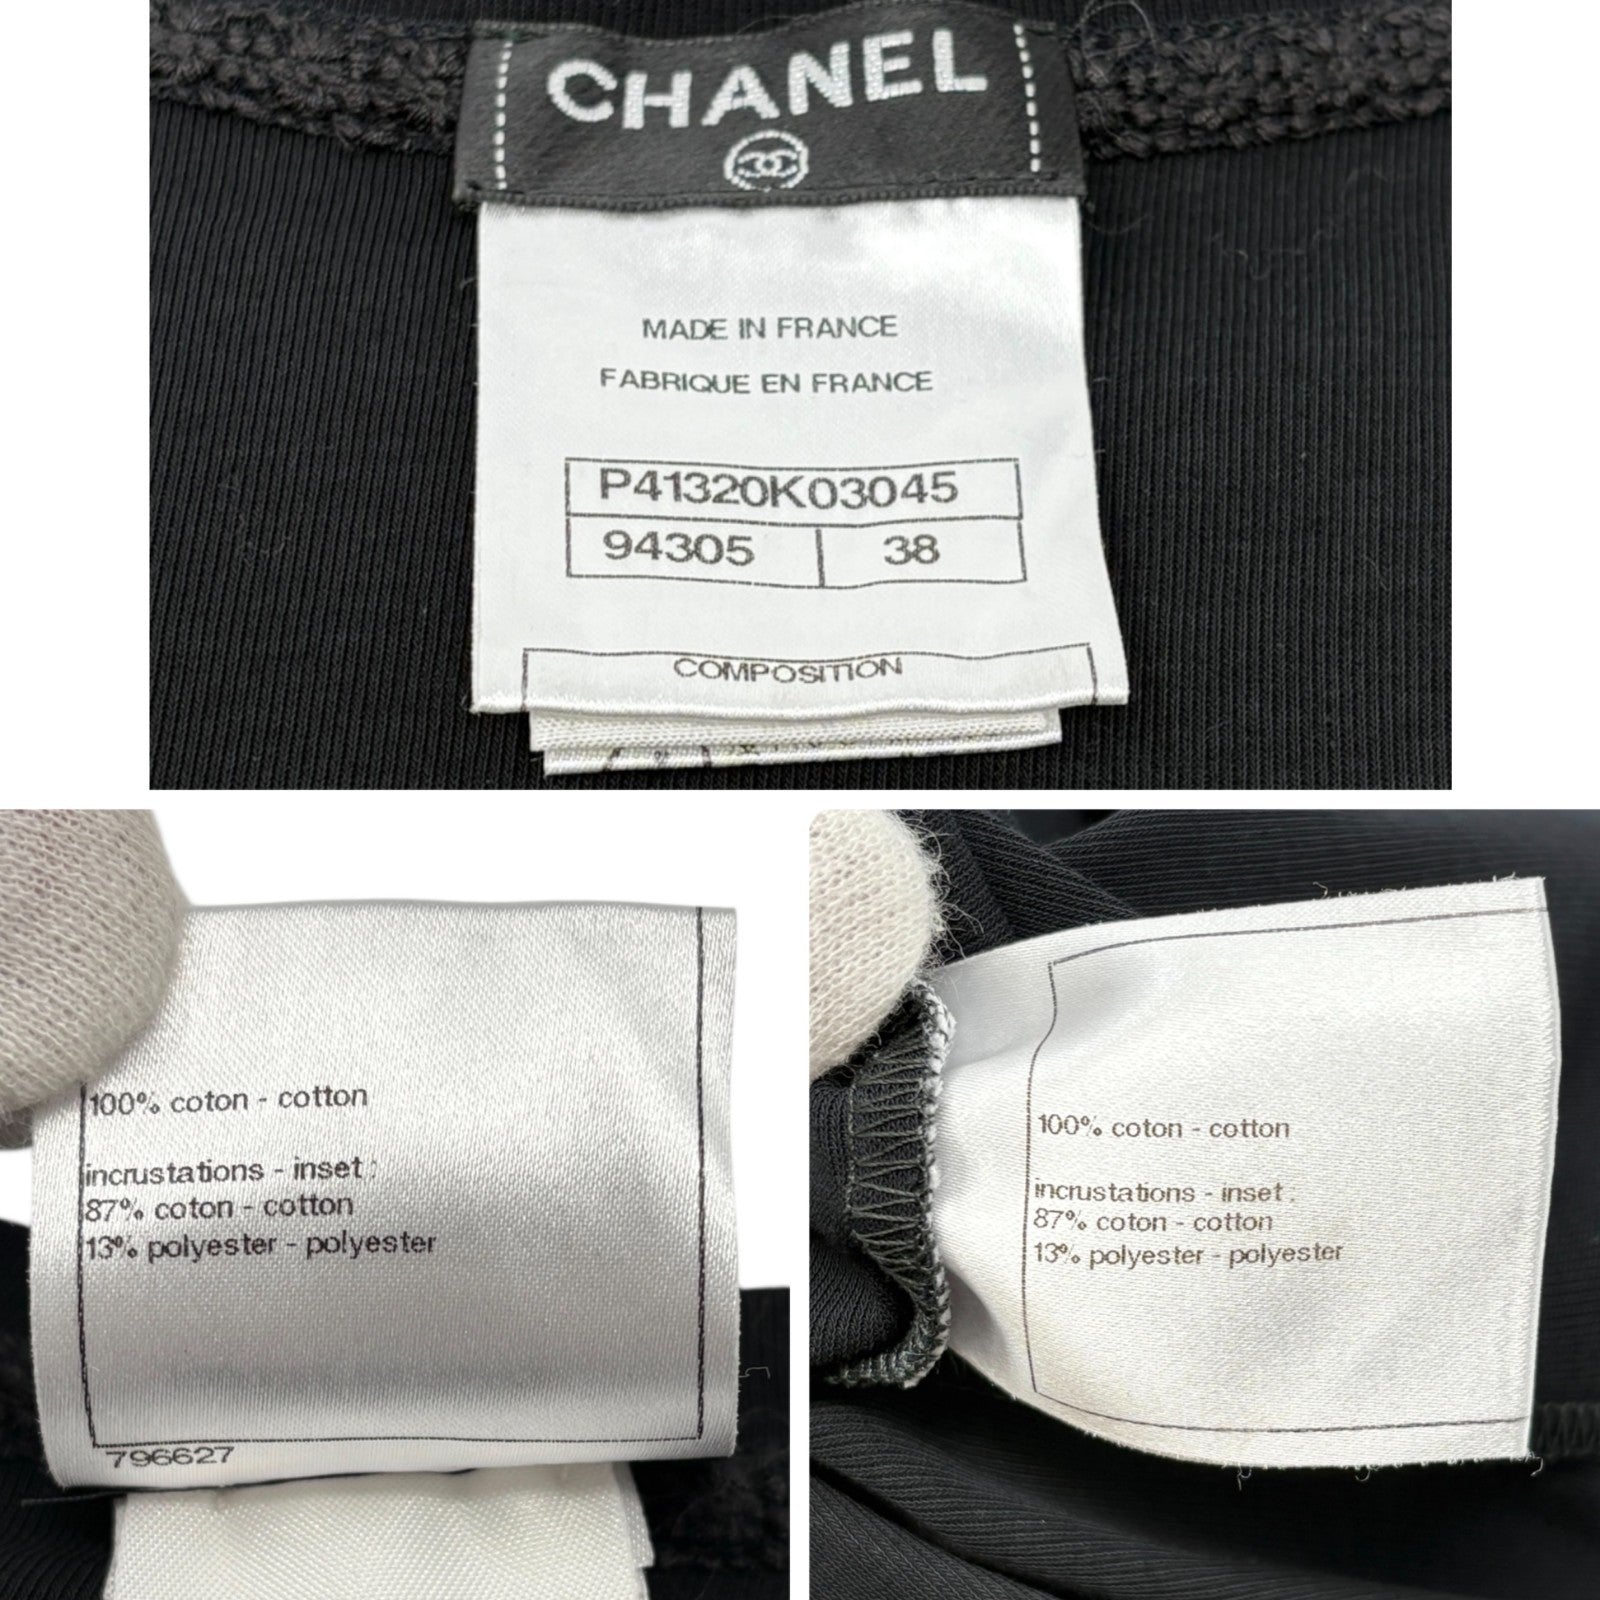 CHANEL
MADE IN FRANCE
FABRIQUE EN FRANCE
P41320K03045
94305 38
COMPOSITION
100% coton - cotton
incrustations - inset :
87% coton - cotton
13% polyester - polyester
796627
100% coton - cotton
incrustations - inset :
87% coton - cotton
13% polyester - polyester